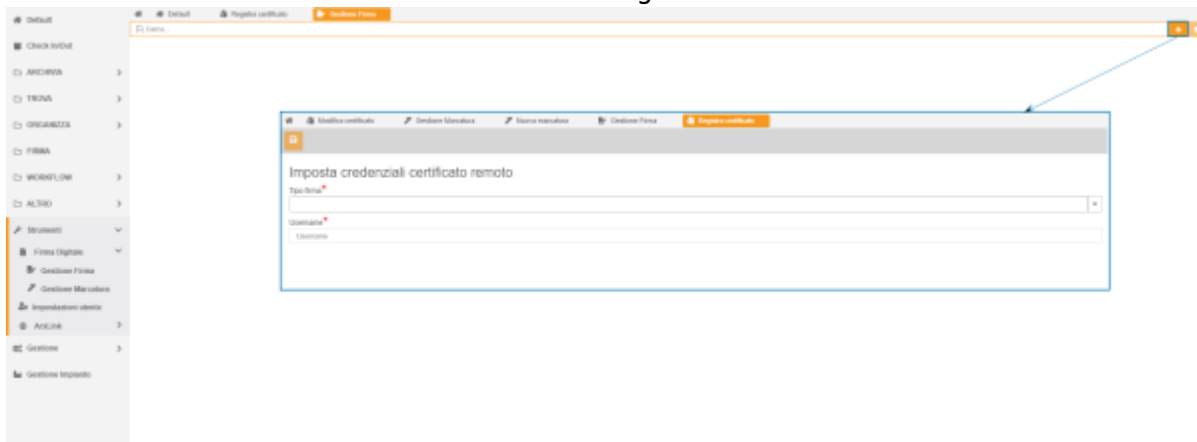 Default
Check In/Out
ARCHIVIA
TROVA
ORGANIZZA
FIRMA
WORKFLOW
ALTRO
Strumenti
Firma Digitale
Gestione Firma
Gestione Marcatura
Impostazioni utente
ArxLink
Gestione
Gestione Impianto
Default Registra certificato Gestione Firma
Cerca...
Modifica certificato Gestione Marcatura Nuova marcatura Gestione Firma Registra certificato
Imposta credenziali certificato remoto
Tipo firma*
Username*
Username